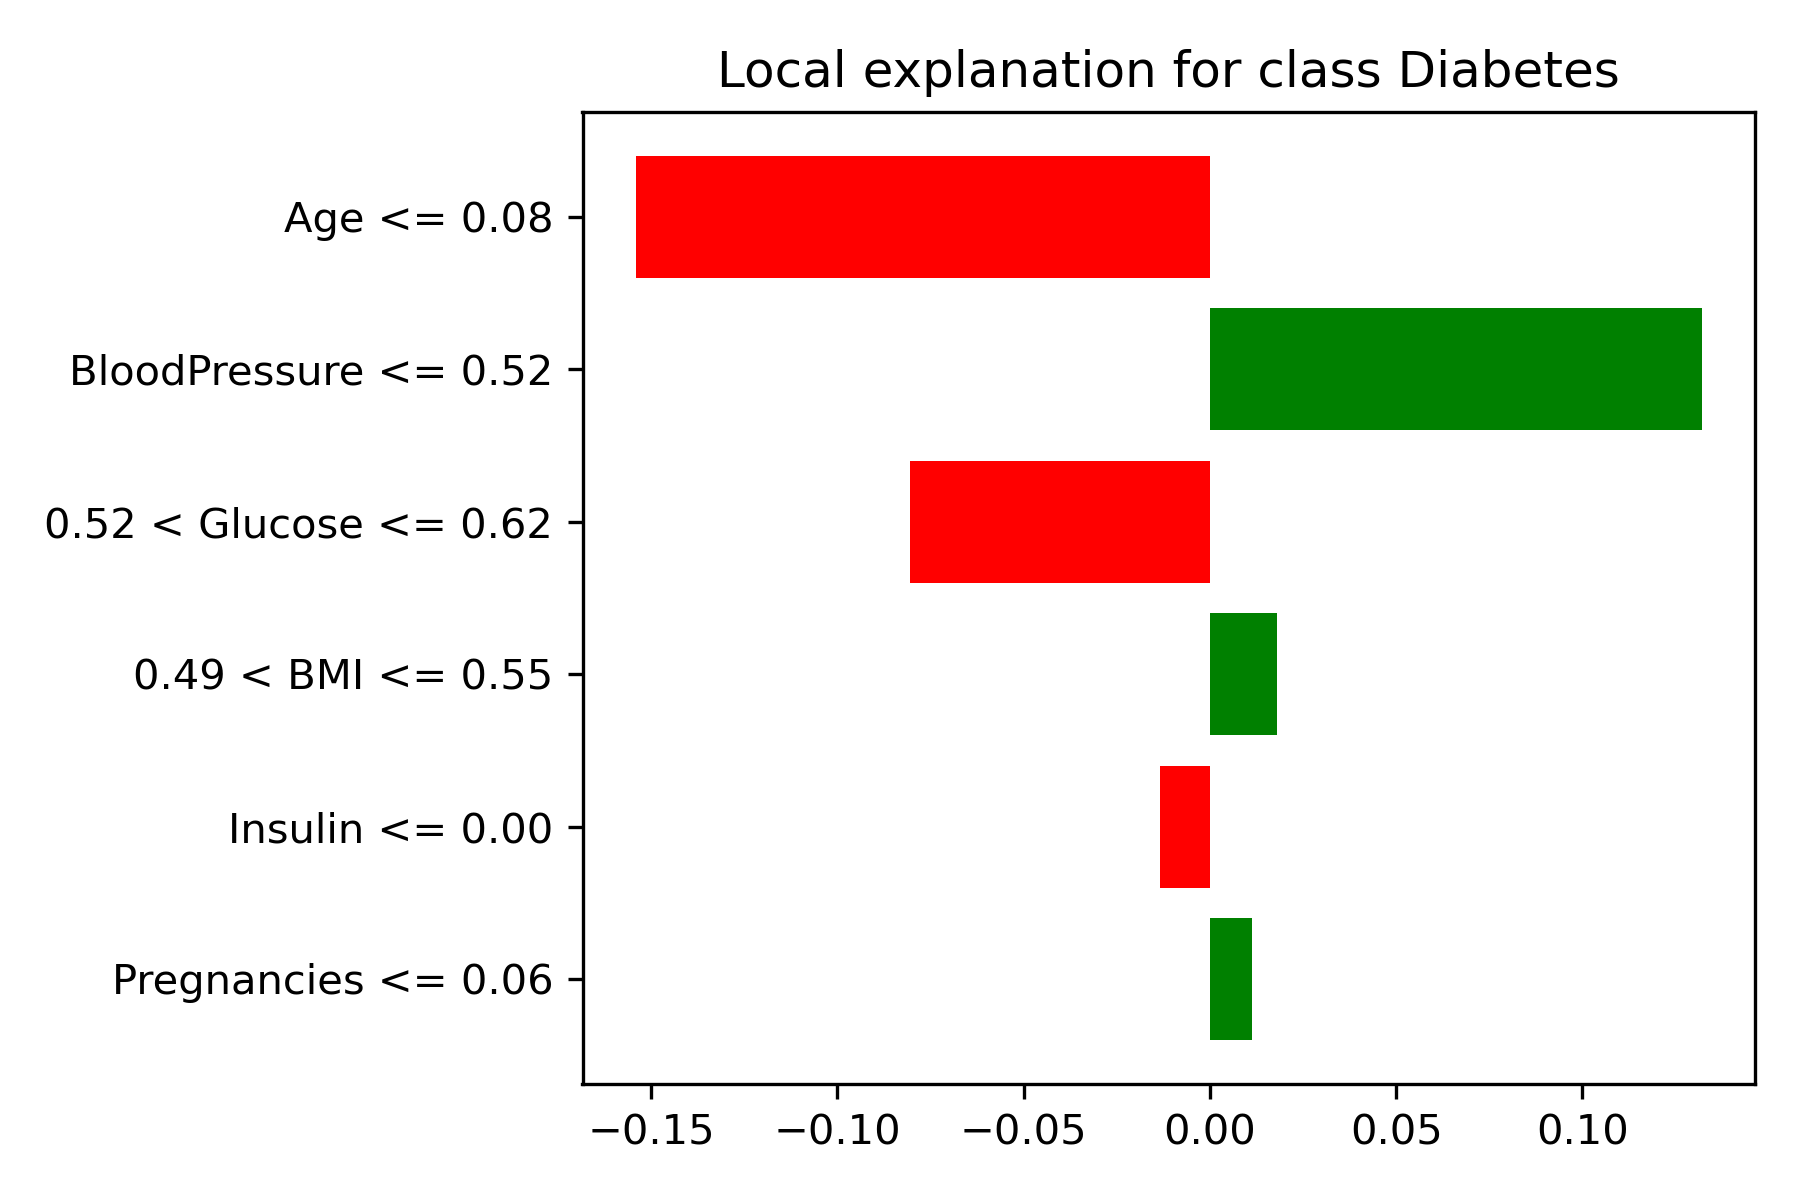 Local explanation for class Diabetes
Age <= 0.08
BloodPressure <= 0.52
0.52 < Glucose <= 0.62
0.49 < BMI <= 0.55
Insulin <= 0.00
Pregnancies <= 0.06
−0.15 −0.10 −0.05 0.00 0.05 0.10